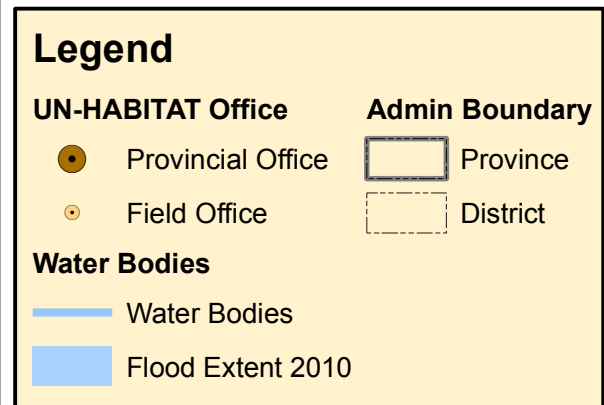 Legend
UN-HABITAT Office
Provincial Office
Field Office
Admin Boundary
Province
District
Water Bodies
Water Bodies
Flood Extent 2010